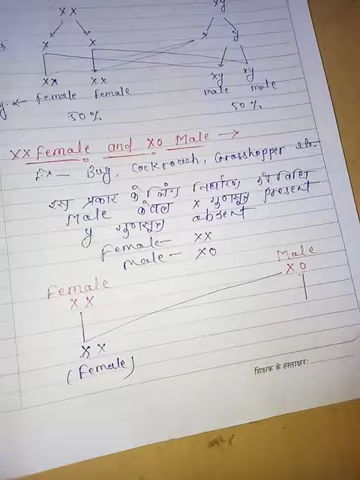 XX xy
x x x y
XX XX xy xy
Female Female male male
50% 50%
XX Female and XO Male →
Ex - Bug, Cockroach, Grasshopper etc.
इस प्रकार के लिंग निर्धारण
Male केवल X गुणसूत्र present
y गुणसूत्र absent
Female - XX
male - XO
Female Male
XX XO
XX
(Female)
शिक्षक के हस्ताक्षर: